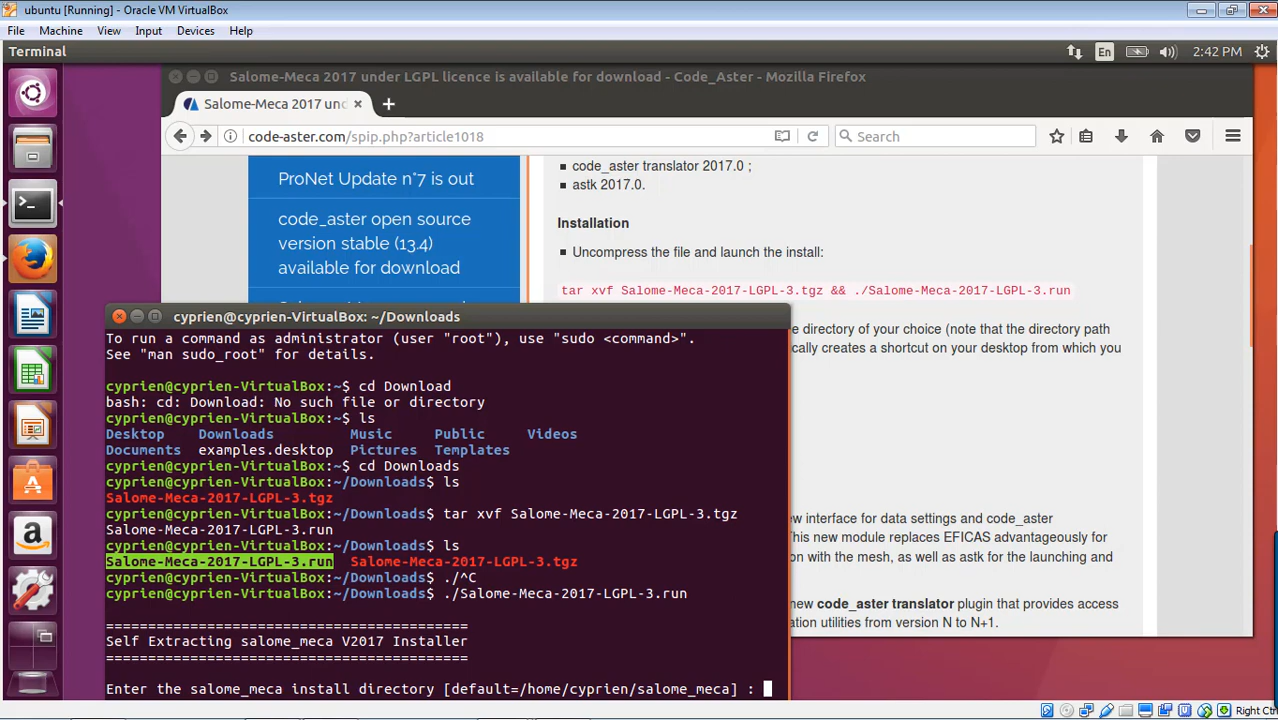 ubuntu [Running] - Oracle VM VirtualBox
File Machine View Input Devices Help
Terminal
En
2:42 PM
Salome-Meca 2017 under LGPL licence is available for download - Code_Aster - Mozilla Firefox
Salome-Meca 2017 unc
code-aster.com/spip.php?article1018
Search
ProNet Update n°7 is out
code_aster open source
version stable (13.4)
available for download
code_aster translator 2017.0 ;
astk 2017.0.
Installation
Uncompress the file and launch the install:
tar xvf Salome-Meca-2017-LGPL-3.tgz && ./Salome-Meca-2017-LGPL-3.run
e directory of your choice (note that the directory path
ically creates a shortcut on your desktop from which you
ew interface for data settings and code_aster
This new module replaces EFICAS advantageously for
on with the mesh, as well as astk for the launching and
new code_aster translator plugin that provides access
ation utilities from version N to N+1.
cyprien@cyprien-VirtualBox: ~/Downloads
To run a command as administrator (user "root"), use "sudo <command>".
See "man sudo_root" for details.
cyprien@cyprien-VirtualBox:~$ cd Download
bash: cd: Download: No such file or directory
cyprien@cyprien-VirtualBox:~$ ls
Desktop Downloads Music Public Videos
Documents examples.desktop Pictures Templates
cyprien@cyprien-VirtualBox:~$ cd Downloads
cyprien@cyprien-VirtualBox:~/Downloads$ ls
Salome-Meca-2017-LGPL-3.tgz
cyprien@cyprien-VirtualBox:~/Downloads$ tar xvf Salome-Meca-2017-LGPL-3.tgz
Salome-Meca-2017-LGPL-3.run
cyprien@cyprien-VirtualBox:~/Downloads$ ls
Salome-Meca-2017-LGPL-3.run Salome-Meca-2017-LGPL-3.tgz
cyprien@cyprien-VirtualBox:~/Downloads$ ./^C
cyprien@cyprien-VirtualBox:~/Downloads$ ./Salome-Meca-2017-LGPL-3.run
========================================
Self Extracting salome_meca V2017 Installer
========================================
Enter the salome_meca install directory [default=/home/cyprien/salome_meca] :
Right Ctrl